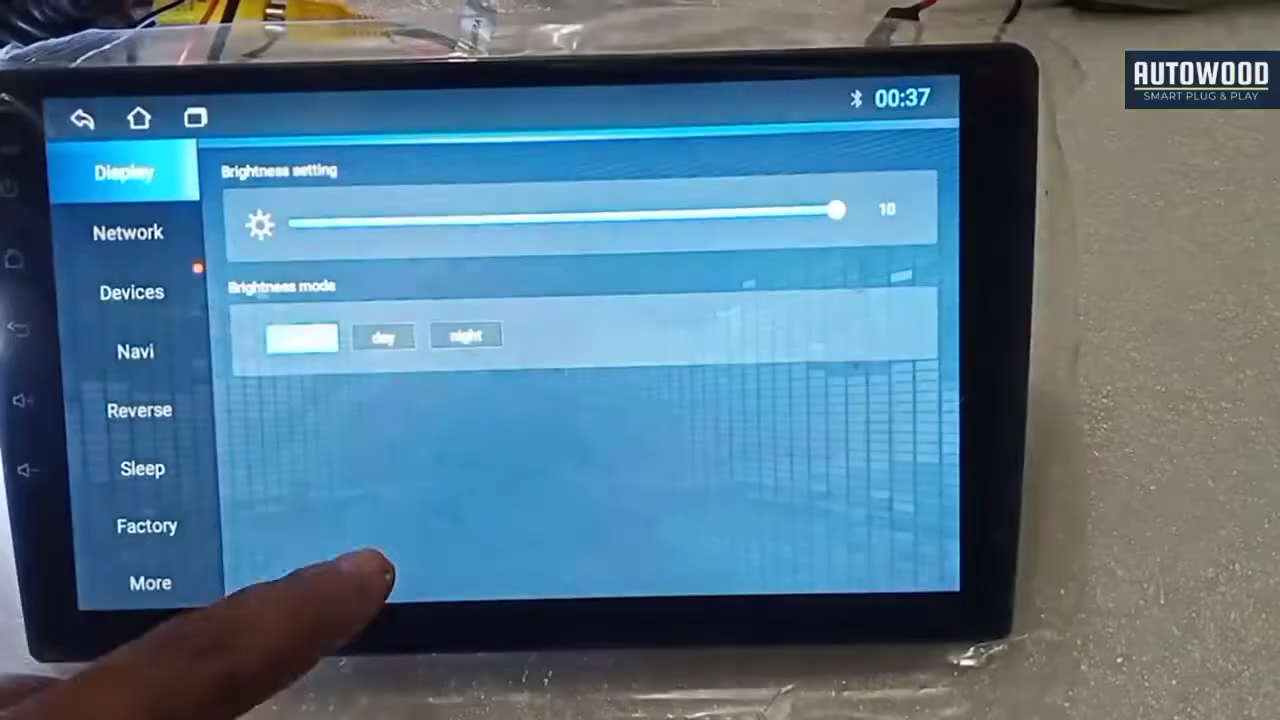 AUTOWOOD
SMART PLUG & PLAY
00:37
Display
Network
Devices
Navi
Reverse
Sleep
Factory
More
Brightness setting
10
Brightness mode
day
night